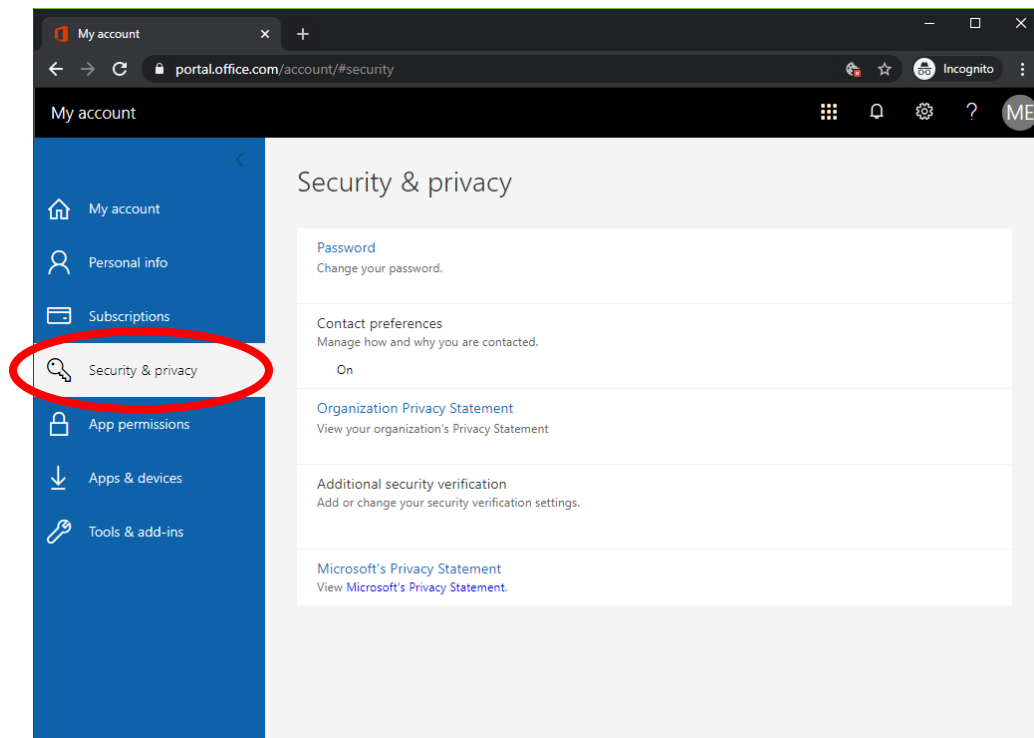 My account
portal.office.com/account/#security
Incognito
My account
?
ME
My account
Personal info
Subscriptions
Security & privacy
App permissions
Apps & devices
Tools & add-ins
Security & privacy
Password
Change your password.
Contact preferences
Manage how and why you are contacted.
On
Organization Privacy Statement
View your organization's Privacy Statement
Additional security verification
Add or change your security verification settings.
Microsoft's Privacy Statement
View Microsoft's Privacy Statement.